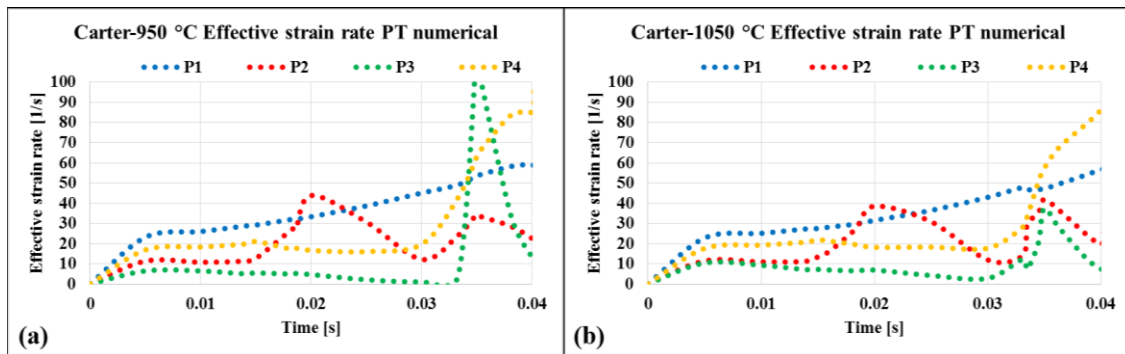 Carter-950 °C Effective strain rate PT numerical
P1 P2 P3 P4
Effective strain rate [1/s]
100
90
80
70
60
50
40
30
20
10
0
0 0.01 0.02 0.03 0.04
Time [s]
(a)
Carter-1050 °C Effective strain rate PT numerical
P1 P2 P3 P4
Effective strain rate [1/s]
100
90
80
70
60
50
40
30
20
10
0
0 0.01 0.02 0.03 0.04
Time [s]
(b)